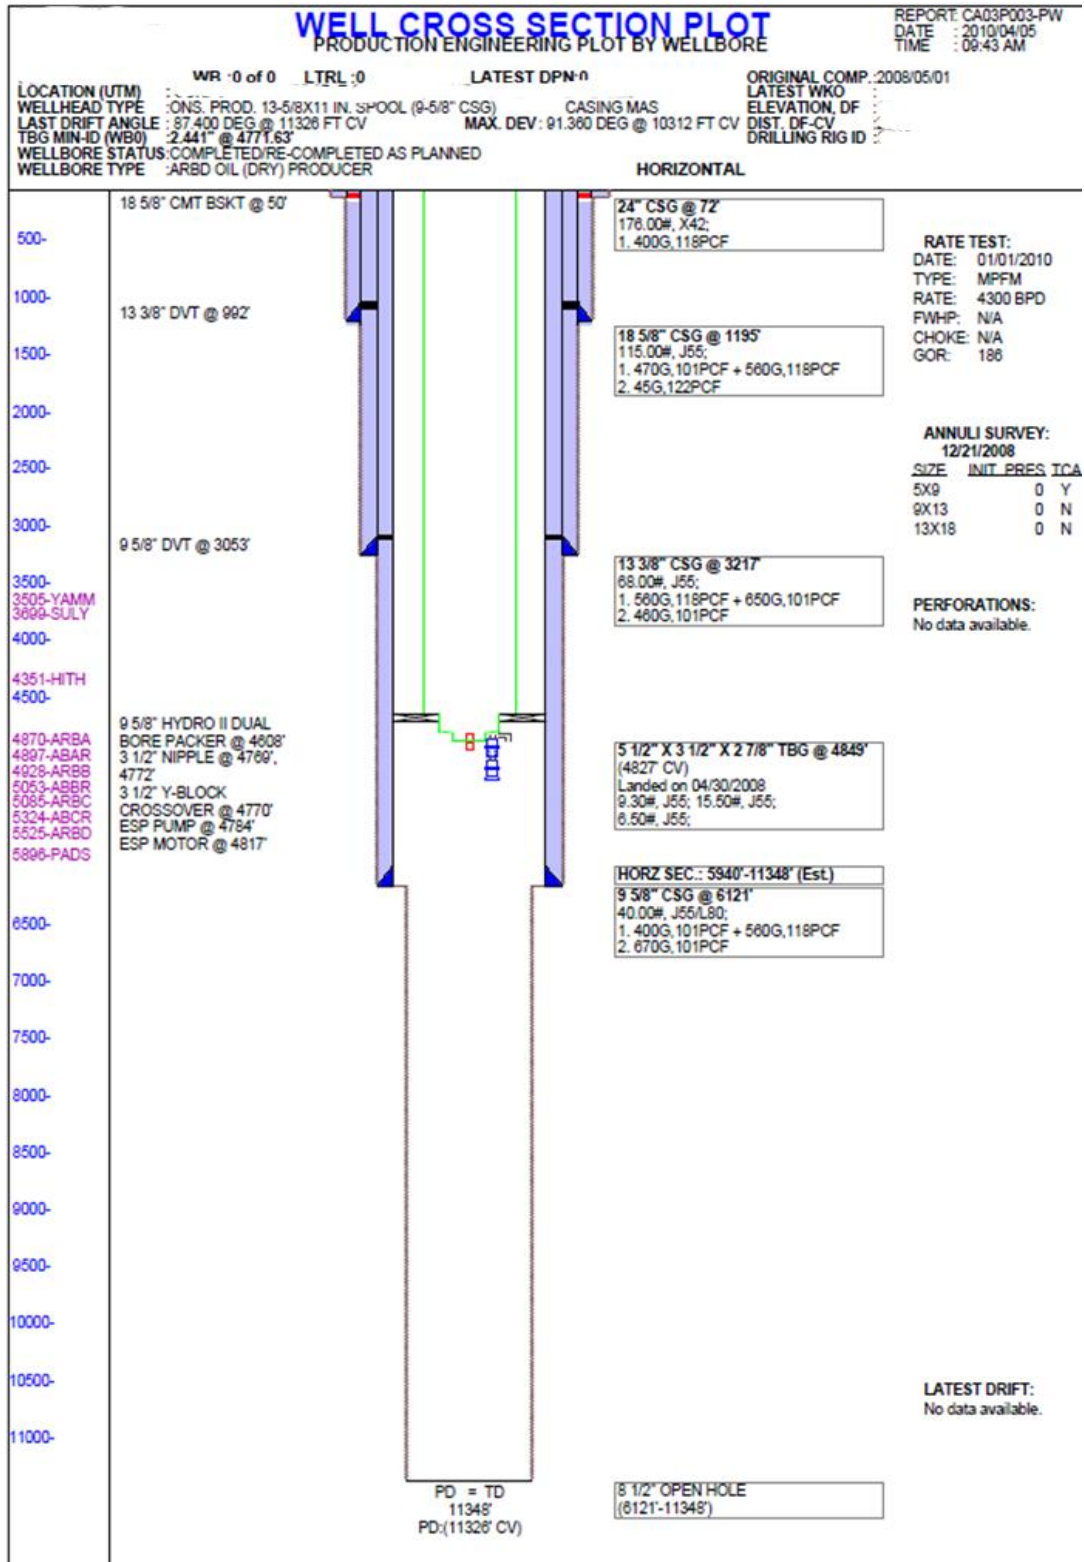 WELL CROSS SECTION PLOT
PRODUCTION ENGINEERING PLOT BY WELLBORE
REPORT: CA03P003-PW
DATE : 2010/04/05
TIME : 09:43 AM
WB :0 of 0 LTRL :0 LATEST DPN:0 ORIGINAL COMP.:2008/05/01
LOCATION (UTM) : LATEST WKO :
WELLHEAD TYPE :ONS. PROD. 13-5/8X11 IN. SPOOL (9-5/8" CSG) CASING MAS ELEVATION, DF :
LAST DRIFT ANGLE : 87.400 DEG @ 11326 FT CV MAX. DEV : 91.360 DEG @ 10312 FT CV DIST. DF-CV :
TBG MIN-ID (WB0) :2.441" @ 4771.63' DRILLING RIG ID :
WELLBORE STATUS:COMPLETED/RE-COMPLETED AS PLANNED
WELLBORE TYPE :ARBD OIL (DRY) PRODUCER HORIZONTAL
500-
1000-
1500-
2000-
2500-
3000-
3500-
3505-YAMM
3699-SULY
4000-
4351-HITH
4500-
4870-ARBA
4897-ABAR
4928-ARBB
5053-ABBR
5085-ARBC
5324-ABCR
5525-ARBD
5896-PADS
6500-
7000-
7500-
8000-
8500-
9000-
9500-
10000-
10500-
11000-
18 5/8" CMT BSKT @ 50'
13 3/8" DVT @ 992'
9 5/8" DVT @ 3053'
9 5/8" HYDRO II DUAL
BORE PACKER @ 4608'
3 1/2" NIPPLE @ 4769',
4772'
3 1/2" Y-BLOCK
CROSSOVER @ 4770'
ESP PUMP @ 4784'
ESP MOTOR @ 4817'
24" CSG @ 72'
176.00#, X42;
1. 400G,118PCF
18 5/8" CSG @ 1195'
115.00#, J55;
1. 470G,101PCF + 560G,118PCF
2. 45G,122PCF
13 3/8" CSG @ 3217'
68.00#, J55;
1. 560G,118PCF + 650G,101PCF
2. 460G,101PCF
5 1/2" X 3 1/2" X 2 7/8" TBG @ 4849'
(4827' CV)
Landed on 04/30/2008
9.30#, J55; 15.50#, J55;
6.50#, J55;
HORZ SEC.: 5940'-11348' (Est.)
9 5/8" CSG @ 6121'
40.00#, J55/L80;
1. 400G,101PCF + 560G,118PCF
2. 670G,101PCF
8 1/2" OPEN HOLE
(6121'-11348')
RATE TEST:
DATE: 01/01/2010
TYPE: MPFM
RATE: 4300 BPD
FWHP: N/A
CHOKE: N/A
GOR: 186
ANNULI SURVEY:
12/21/2008
SIZE INIT_PRES TCA
5X9 0 Y
9X13 0 N
13X18 0 N
PERFORATIONS:
No data available.
LATEST DRIFT:
No data available.
PD = TD
11348'
PD:(11326' CV)